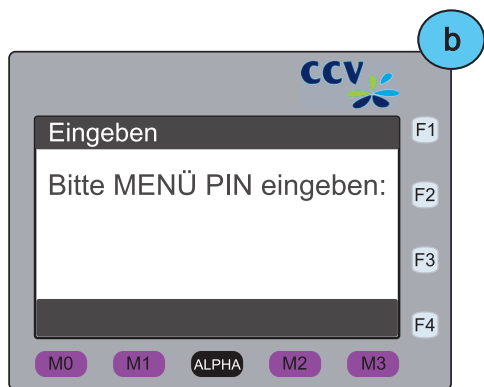 b
CCV
Eingeben
F1
Bitte MENÜ PIN eingeben:
F2
F3
F4
M0 M1 ALPHA M2 M3